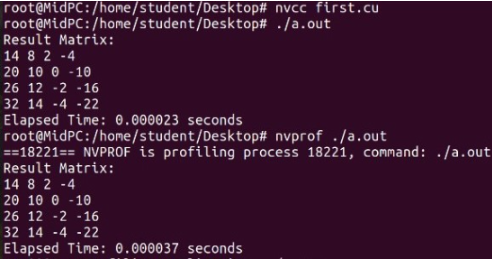 root@MidPC:/home/student/Desktop# nvcc first.cu
root@MidPC:/home/student/Desktop# ./a.out
Result Matrix:
14 8 2 -4
20 10 0 -10
26 12 -2 -16
32 14 -4 -22
Elapsed Time: 0.000023 seconds
root@MidPC:/home/student/Desktop# nvprof ./a.out
==18221== NVPROF is profiling process 18221, command: ./a.out
Result Matrix:
14 8 2 -4
20 10 0 -10
26 12 -2 -16
32 14 -4 -22
Elapsed Time: 0.000037 seconds